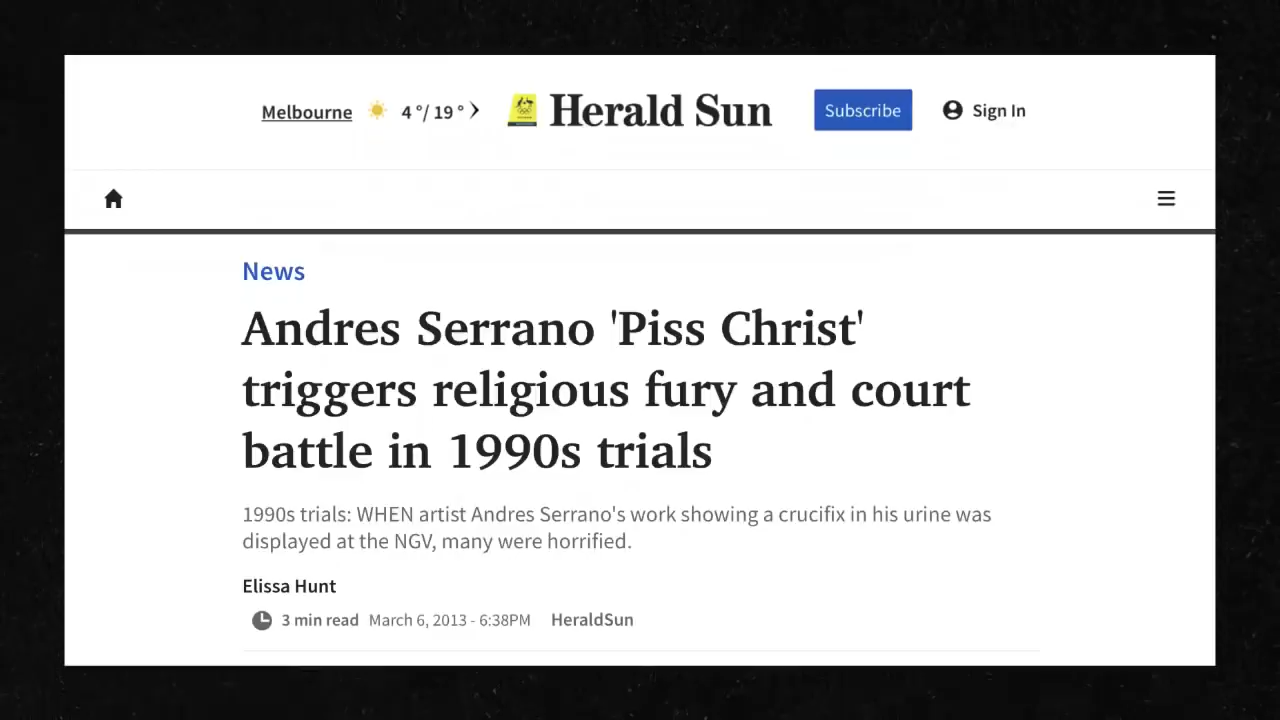 Melbourne 4 °/ 19 ° Herald Sun Subscribe Sign In
News
Andres Serrano 'Piss Christ'
triggers religious fury and court
battle in 1990s trials
1990s trials: WHEN artist Andres Serrano's work showing a crucifix in his urine was
displayed at the NGV, many were horrified.
Elissa Hunt
3 min read March 6, 2013 - 6:38PM HeraldSun